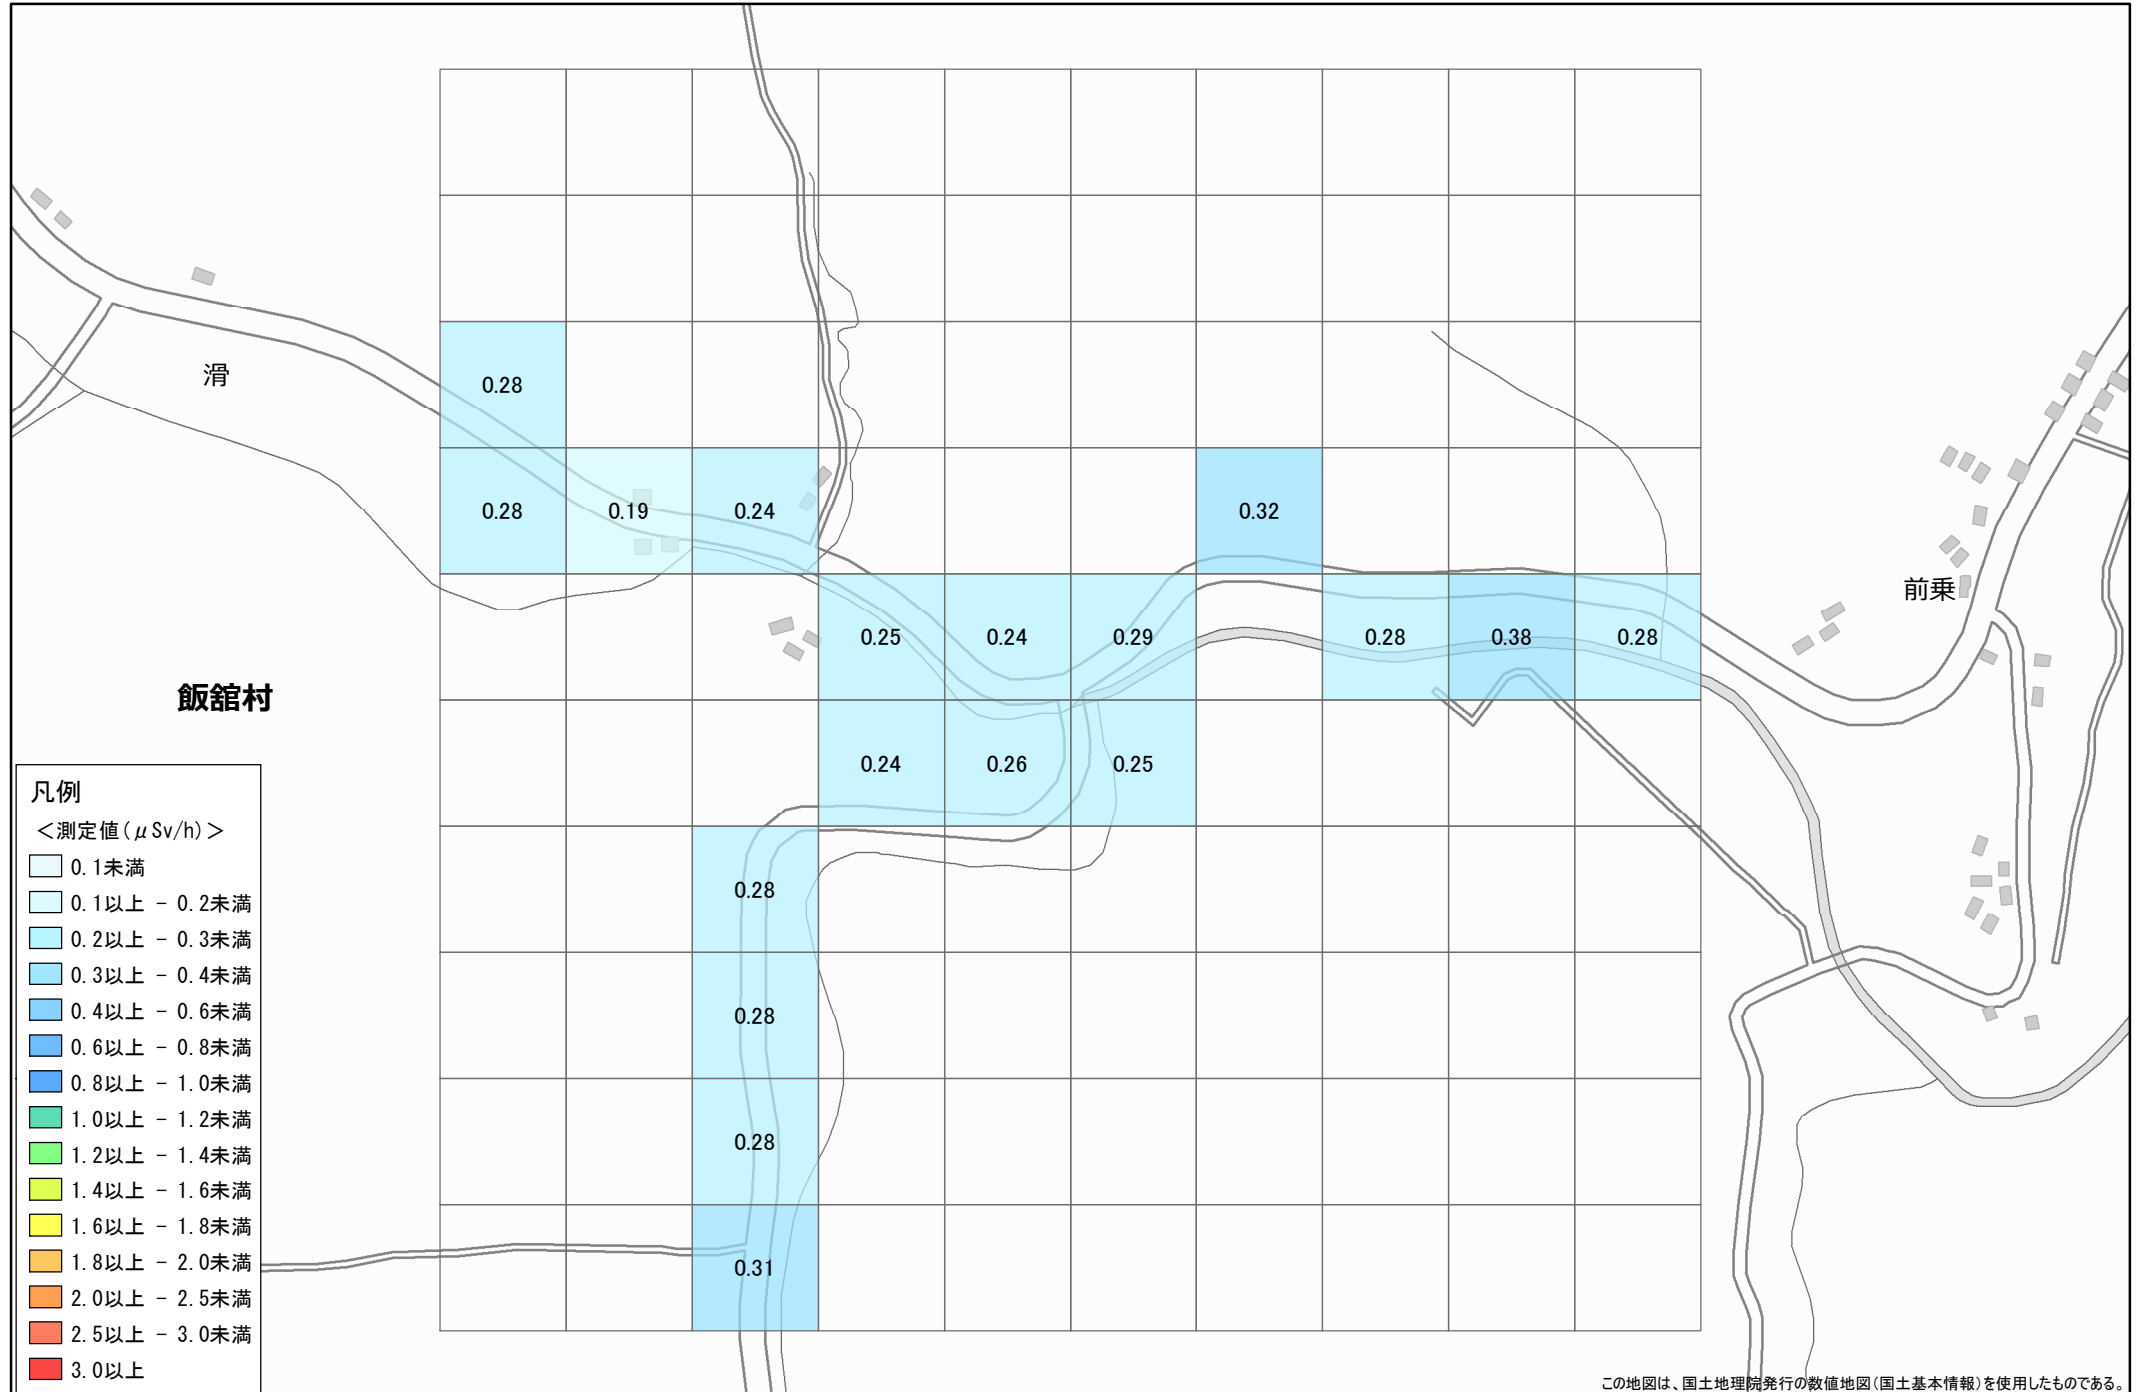 滑
0.28
0.28
0.19
0.24
0.32
0.25
0.24
0.29
0.28
0.38
0.28
前乗
飯舘村
0.24
0.26
0.25
0.28
0.28
0.28
0.31
凡例
＜測定値(μSv/h)＞
0.1未満
0.1以上 － 0.2未満
0.2以上 － 0.3未満
0.3以上 － 0.4未満
0.4以上 － 0.6未満
0.6以上 － 0.8未満
0.8以上 － 1.0未満
1.0以上 － 1.2未満
1.2以上 － 1.4未満
1.4以上 － 1.6未満
1.6以上 － 1.8未満
1.8以上 － 2.0未満
2.0以上 － 2.5未満
2.5以上 － 3.0未満
3.0以上
この地図は、国土地理院発行の数値地図(国土基本情報)を使用したものである。